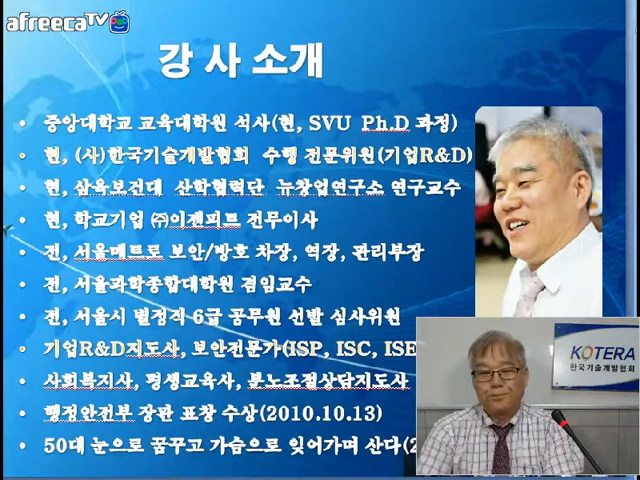 afreecaTV
강 사 소개
• 중앙대학교 교육대학원 석사(현, SVU Ph.D 과정)
• 현, (사)한국기술개발협회 수행 전문위원(기업R&D)
• 현, 삼육보건대 산학협력단 뉴창업연구소 연구교수
• 현, 학교기업 ㈜이젠피트 전무이사
• 전, 서울메트로 보안/방호 차장, 역장, 관리부장
• 전, 서울과학종합대학원 겸임교수
• 전, 서울시 별정직 6급 공무원 선발 심사위원
• 기업R&D지도사, 보안전문가(ISP, ISC, ISE
• 사회복지사, 평생교육사, 분노조절상담지도사
• 행정안전부 장관 표창 수상(2010.10.13)
• 50대 눈으로 꿈꾸고 가슴으로 잊어가며 산다(2
KOTERA
한국기술개발협회